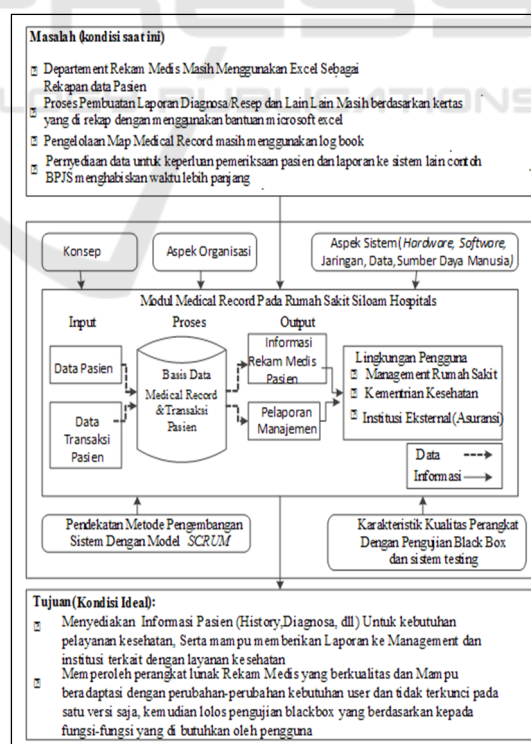 Masalah (kondisi saat ini)
Departement Rekam Medis Masih Menggunakan Excel Sebagai
Rekapan data Pasien
Proses Pembuatan Laporan Diagnosa/Resep dan Lain Lain Masih berdasarkan kertas
yang di rekap dengan menggunakan bantuan microsoft excel
Pengelolaan Map Medical Record masih menggunakan log book
Pernyediaan data untuk keperluan pemeriksaan pasien dan laporan ke sistem lain contoh
BPJS menghabiskan waktu lebih panjang
Konsep
Aspek Organisasi
Aspek Sistem (Hardware, Software,
Jaringan, Data, Sumber Daya Manusia)
Modul Medical Record Pada Rumah Sakit Siloam Hospitals
Input
Proses
Output
Data Pasien
Data
Transaksi
Pasien
Basis Data
Medical Record
&Transaksi
Pasien
Informasi
Rekam Medis
Pasien
Pelaporan
Manajemen
Lingkungan Pengguna
Management Rumah Sakit
Kementrian Kesehatan
Institusi Eksternal (Asuransi)
Data
Informasi
Pendekatan Metode Pengembangan
Sistem Dengan Model SCRUM
Karakteristik Kualitas Perangkat
Dengan Pengujian Black Box
dan sistem testing
Tujuan (Kondisi Ideal):
Menyediakan Informasi Pasien (History,Diagnosa, dll) Untuk kebutuhan
pelayanan kesehatan, Serta mampu memberikan Laporan ke Management dan
institusi terkait dengan layanan kesehatan
Memperoleh perangkat lunak Rekam Medis yang berkualitas dan Mampu
beradaptasi dengan perubahan-perubahan kebutuhan user dan tidak terkunci pada
satu versi saja, kemudian lolos pengujian blackbox yang berdasarkan kepada
fungsi-fungsi yang di butuhkan oleh pengguna